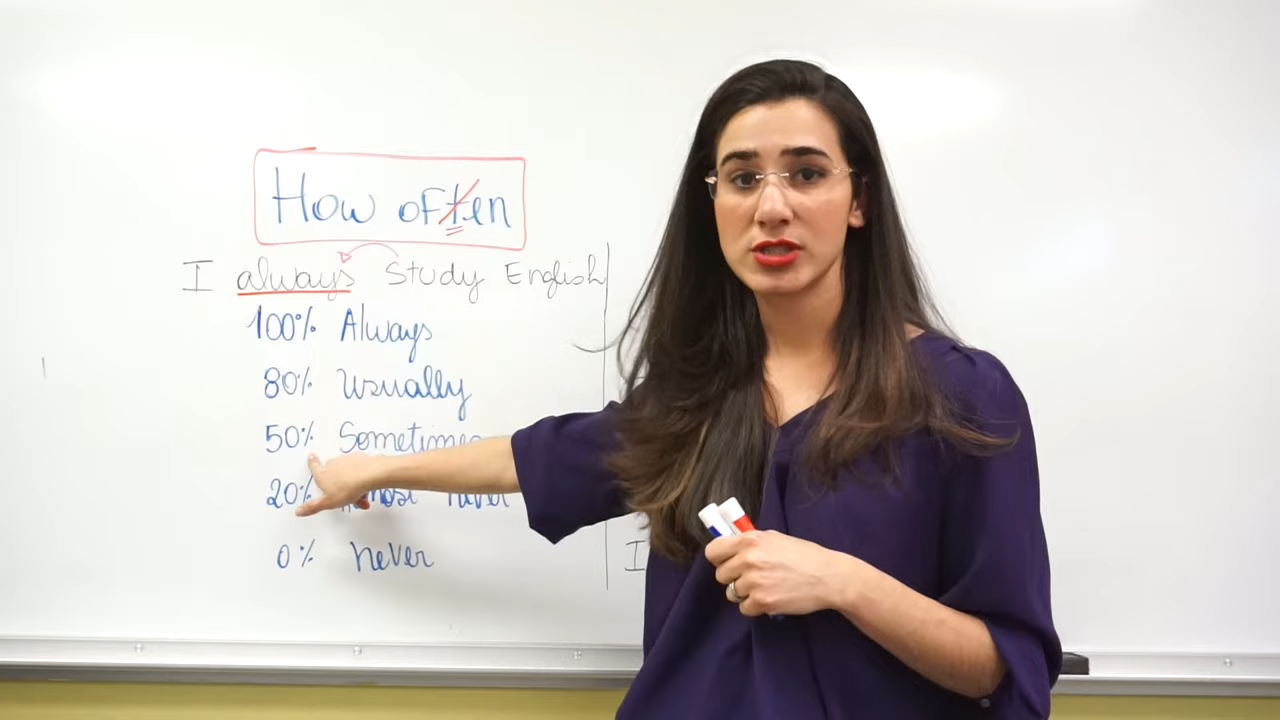 How often
I always study English
100% Always
80% usually
50% Sometimes
20% Almost never
0% never
I